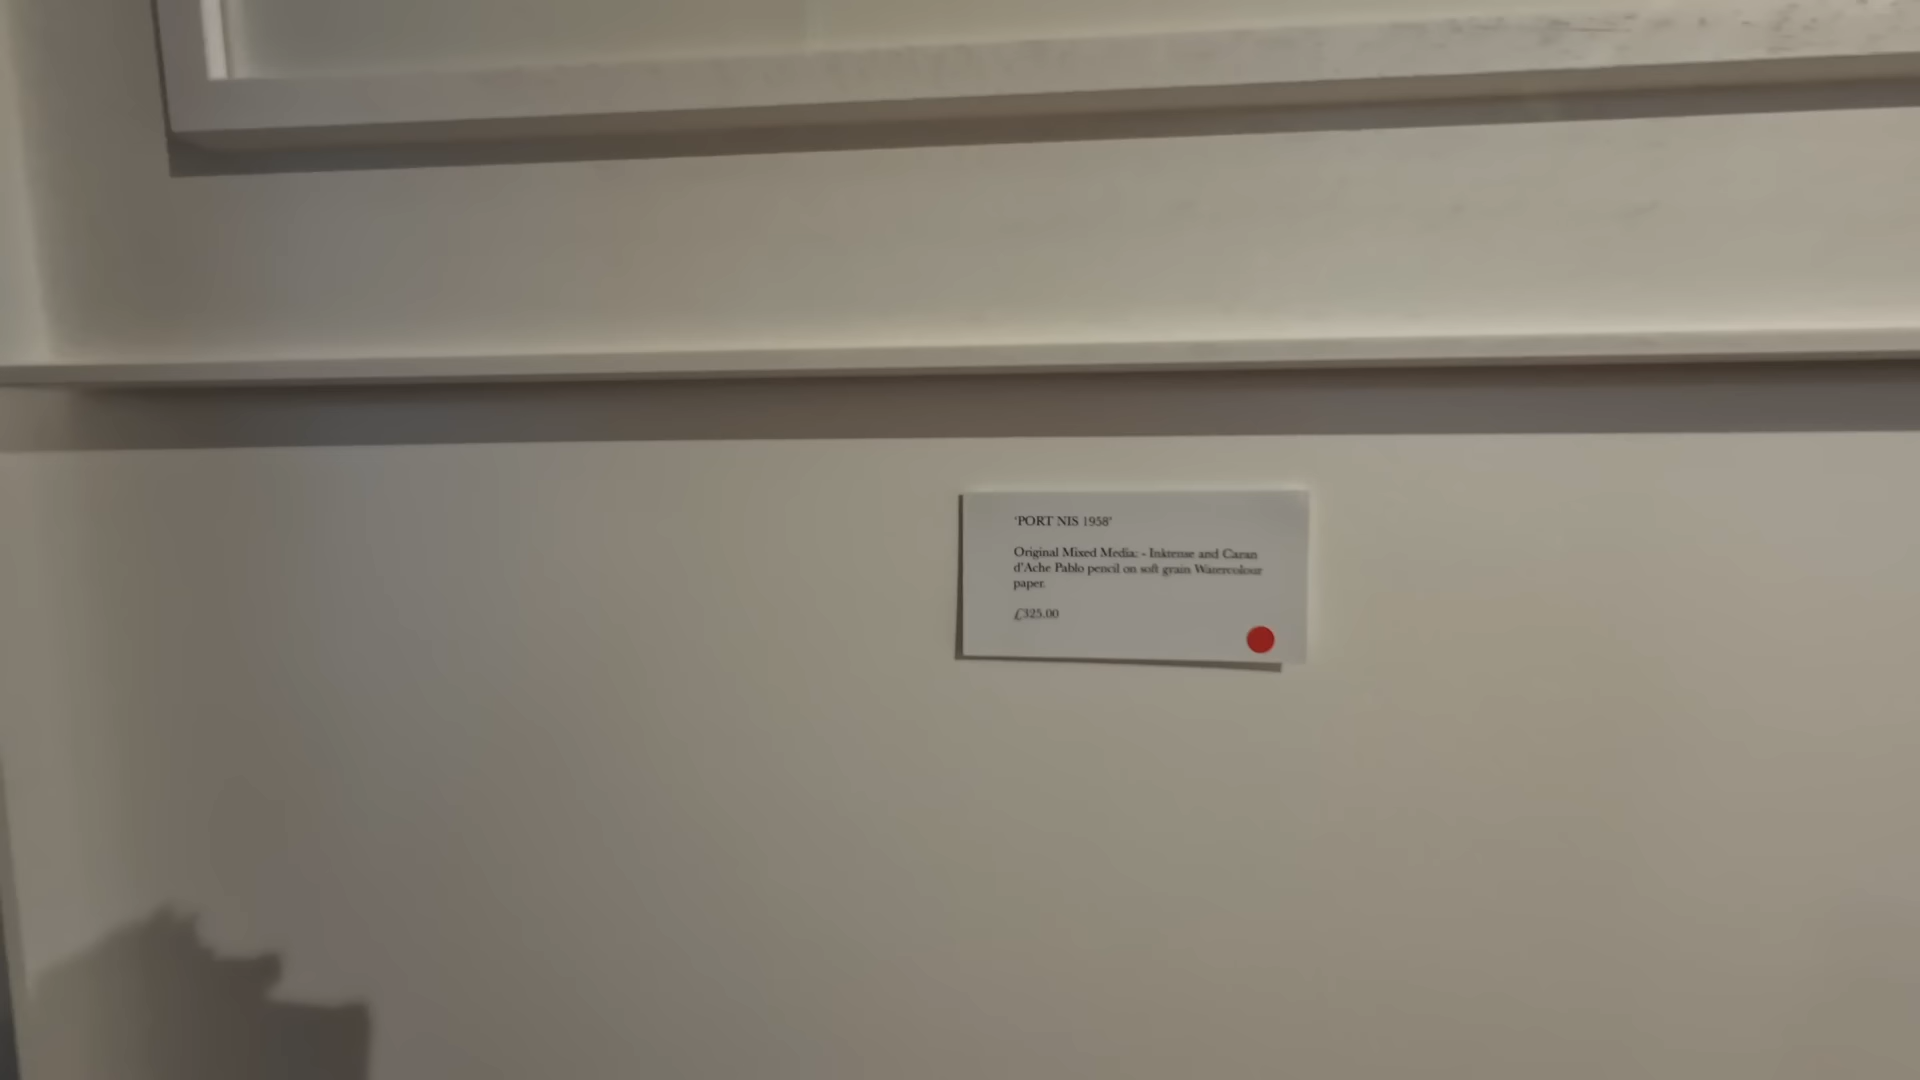 ‘PORT NIS 1958’
Original Mixed Media: - Inktense and Caran
d’Ache Pablo pencil on soft grain Watercolour
paper.
£325.00